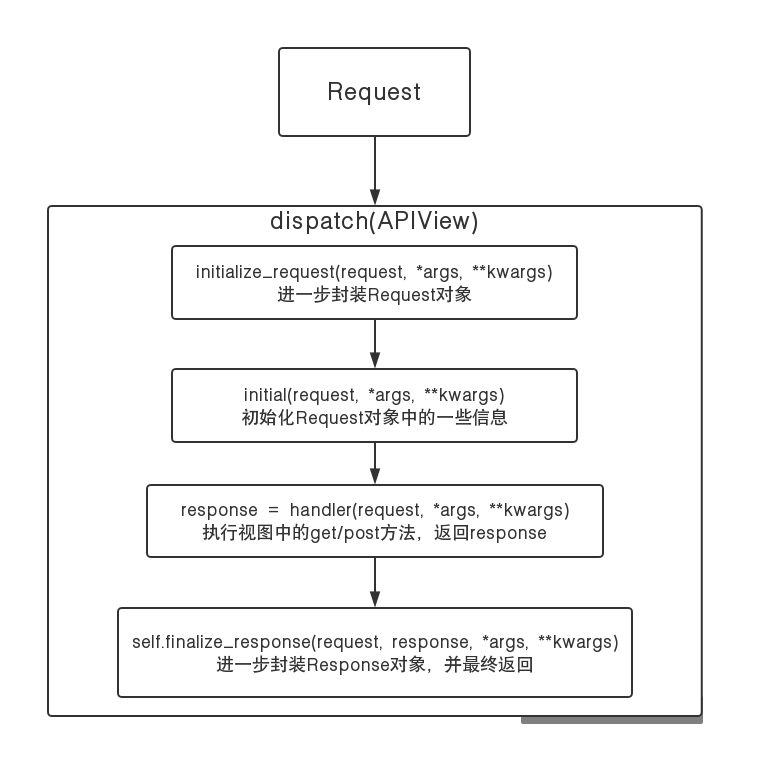 Request
dispatch(APIView)
initialize_request(request, *args, **kwargs)
进一步封装Request对象
initial(request, *args, **kwargs)
初始化Request对象中的一些信息
response = handler(request, *args, **kwargs)
执行视图中的get/post方法，返回response
self.finalize_response(request, response, *args, **kwargs)
进一步封装Response对象，并最终返回